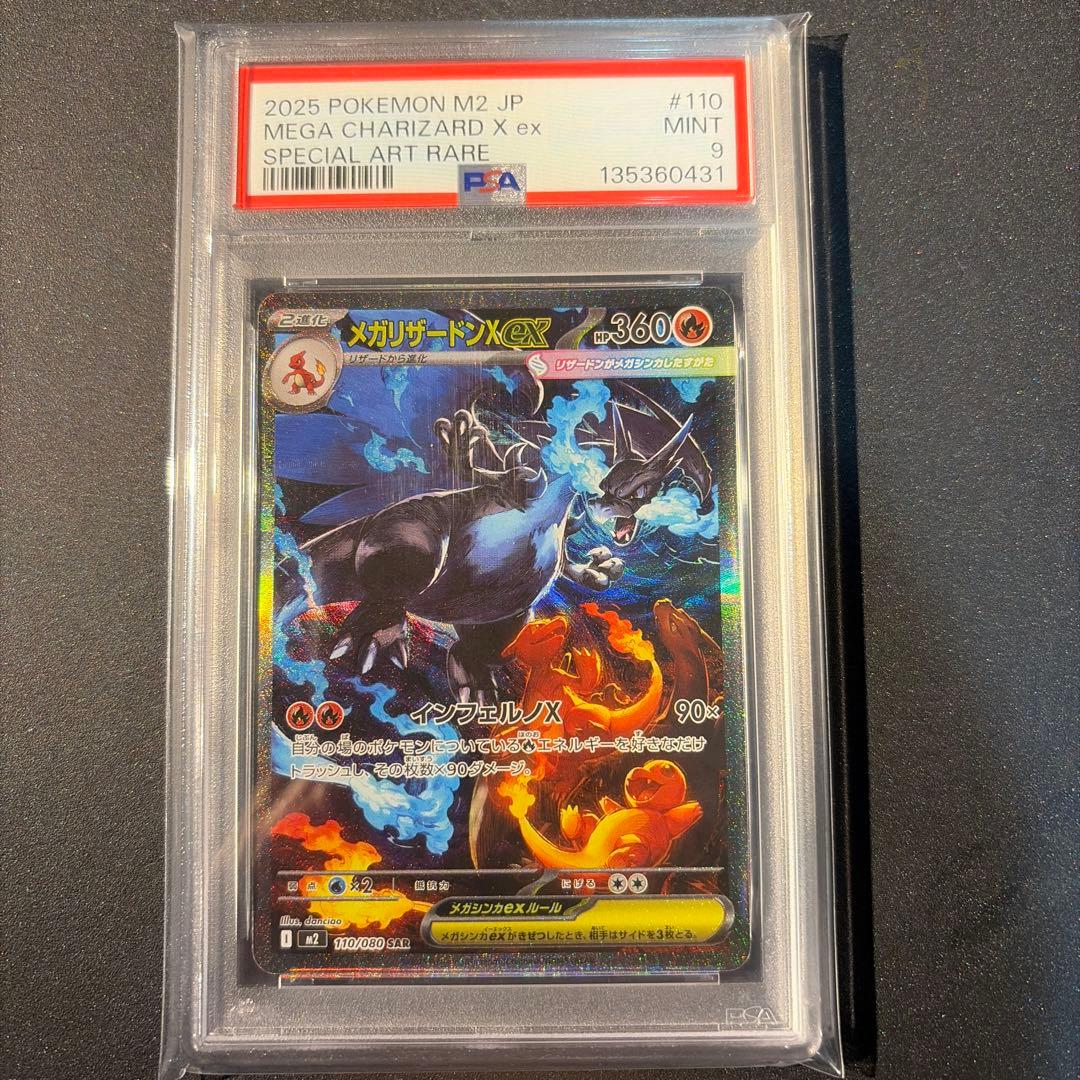 2025 POKEMON M2 JP #110
MEGA CHARIZARD X ex MINT
SPECIAL ART RARE 9
PSA 135360431
2進化 メガリザードンXex HP360
リザードから進化 リザードンがメガシンカしたすがた
インフェルノX 90×
自分の場のポケモンについている炎エネルギーを好きなだけ
トラッシュし、その枚数×90ダメージ。
弱点 ×2 抵抗力 にげる
メガシンカexルール
メガシンカexがきぜつしたとき、相手はサイドを3枚とる。
Illus. danciao
I M2 110/080 SAR
PSA